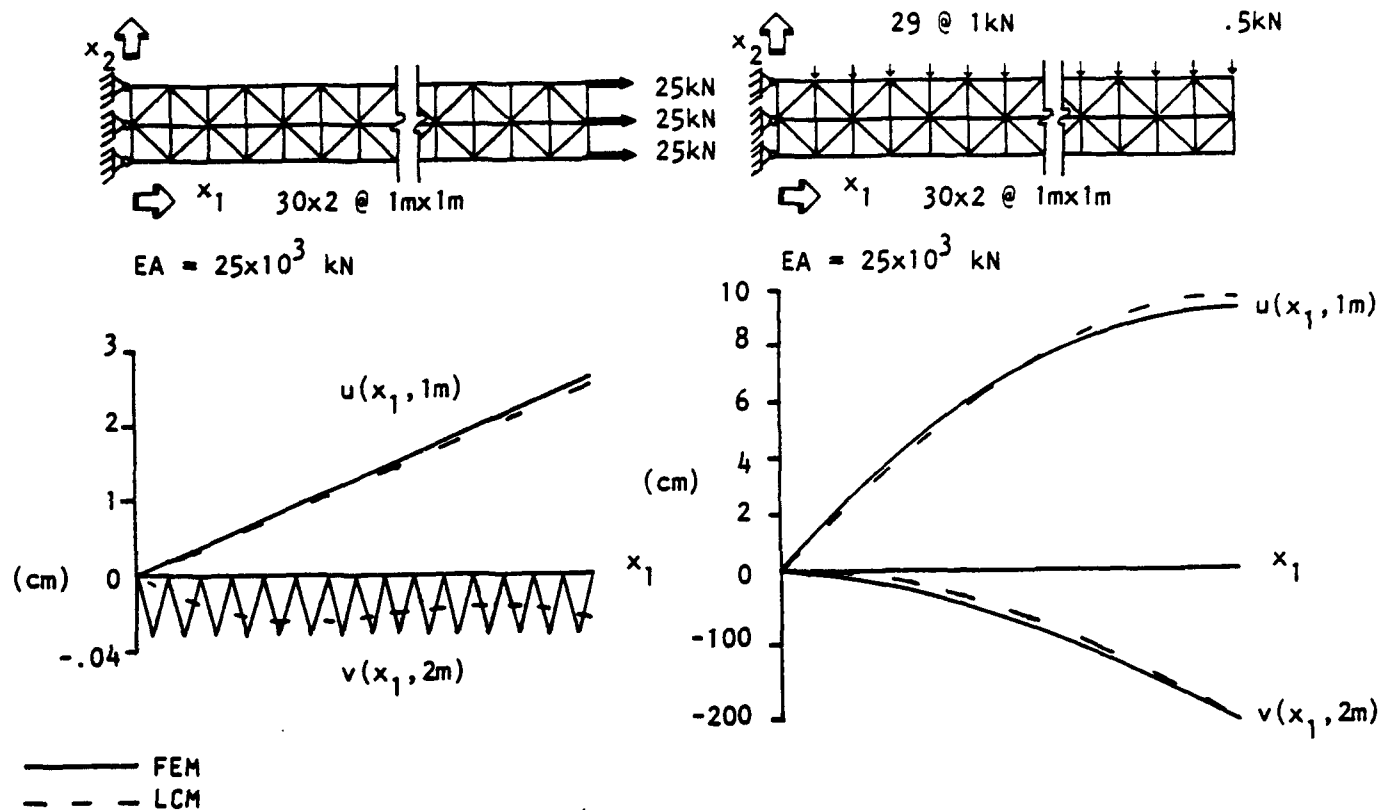 x2
25kN
25kN
25kN
x1 30x2 @ 1mx1m
EA = 25x10^3 kN
29 @ 1kN .5kN
x2
x1 30x2 @ 1mx1m
EA = 25x10^3 kN
3
2
1
(cm) 0
-.04
u(x1,1m)
x1
v(x1,2m)
10
8
6
4
(cm)
2
0
-100
-200
u(x1,1m)
x1
v(x1,2m)
FEM
LCM